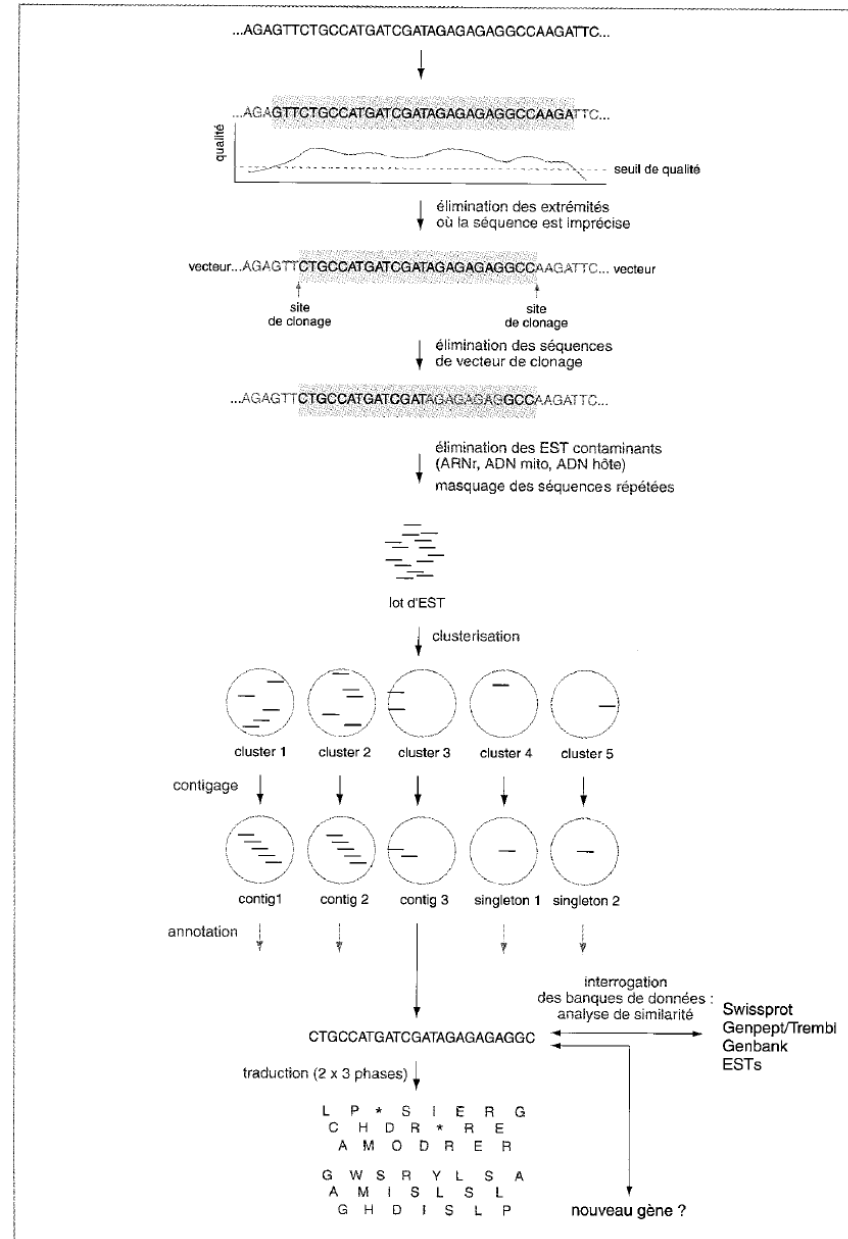 ...AGAGTTCTGCCATGATCGATAGAGAGAGGCCAAGATTC...
...AGAGTTCTGCCATGATCGATAGAGAGAGGCCAAGATTC...
qualité
seuil de qualité
élimination des extrémités
où la séquence est imprécise
vecteur...AGAGTTCTGCCATGATCGATAGAGAGAGGCCAAGATTC... vecteur
site
de clonage
site
de clonage
élimination des séquences
de vecteur de clonage
...AGAGTTCTGCCATGATCGATAGAGAGAGGCCAAGATTC...
élimination des EST contaminants
(ARNr, ADN mito, ADN hôte)
masquage des séquences répétées
lot d'EST
clusterisation
cluster 1 cluster 2 cluster 3 cluster 4 cluster 5
contigage
contig1 contig 2 contig 3 singleton 1 singleton 2
annotation
interrogation
des banques de données :
analyse de similarité
Swissprot
Genpept/Trembl
Genbank
ESTs
CTGCCATGATCGATAGAGAGAGGC
traduction (2 x 3 phases)
L P * S I E R G
C H D R * R E
A M O D R E R
G W S R Y L S A
A M I S L S L
G H D I S L P
nouveau gène ?